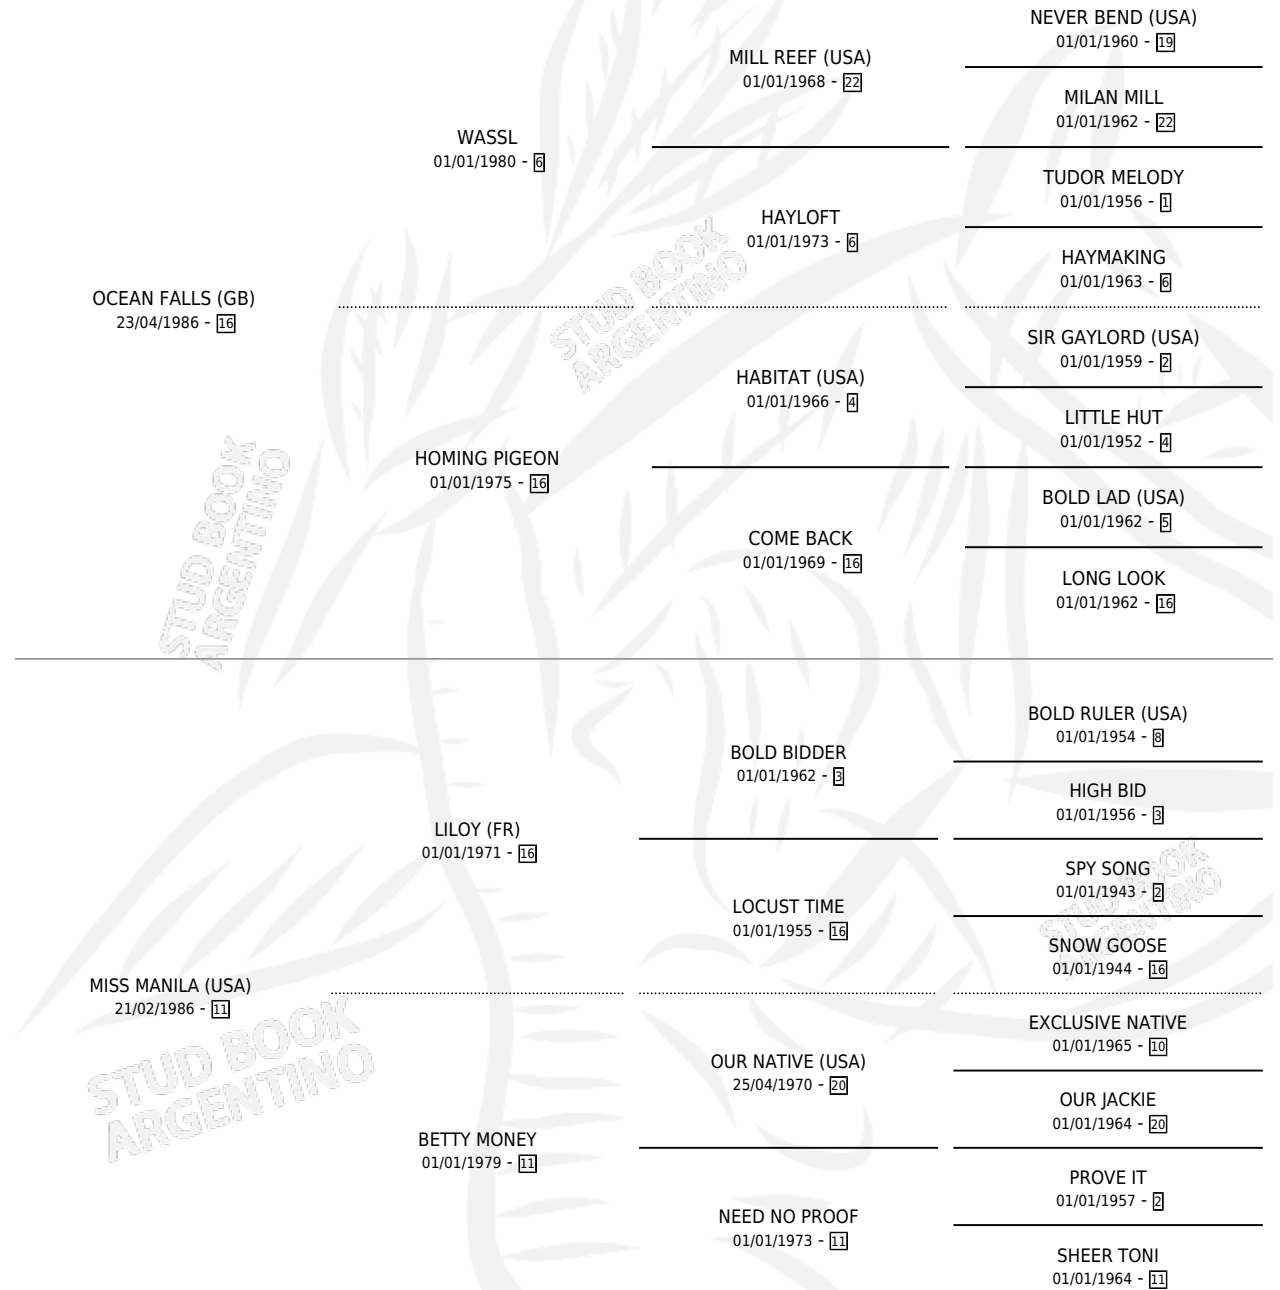 NEVER BEND (USA)
01/01/1960 - 19
MILL REEF (USA)
01/01/1968 - 22
MILAN MILL
01/01/1962 - 22
WASSL
01/01/1980 - 6
TUDOR MELODY
01/01/1956 - 1
HAYLOFT
01/01/1973 - 6
HAYMAKING
01/01/1963 - 6
OCEAN FALLS (GB)
23/04/1986 - 16
SIR GAYLORD (USA)
01/01/1959 - 2
HABITAT (USA)
01/01/1966 - 4
LITTLE HUT
01/01/1952 - 4
HOMING PIGEON
01/01/1975 - 16
BOLD LAD (USA)
01/01/1962 - 5
COME BACK
01/01/1969 - 16
LONG LOOK
01/01/1962 - 16
BOLD RULER (USA)
01/01/1954 - 8
BOLD BIDDER
01/01/1962 - 3
HIGH BID
01/01/1956 - 3
LILOY (FR)
01/01/1971 - 16
SPY SONG
01/01/1943 - 2
LOCUST TIME
01/01/1955 - 16
SNOW GOOSE
01/01/1944 - 16
MISS MANILA (USA)
21/02/1986 - 11
EXCLUSIVE NATIVE
01/01/1965 - 10
OUR NATIVE (USA)
25/04/1970 - 20
OUR JACKIE
01/01/1964 - 20
BETTY MONEY
01/01/1979 - 11
PROVE IT
01/01/1957 - 2
NEED NO PROOF
01/01/1973 - 11
SHEER TONI
01/01/1964 - 11
STUD BOOK
ARGENTINO
STUD BOOK
ARGENTINO
STUD BOOK
ARGENTINO
STUD BOOK
ARGENTINO